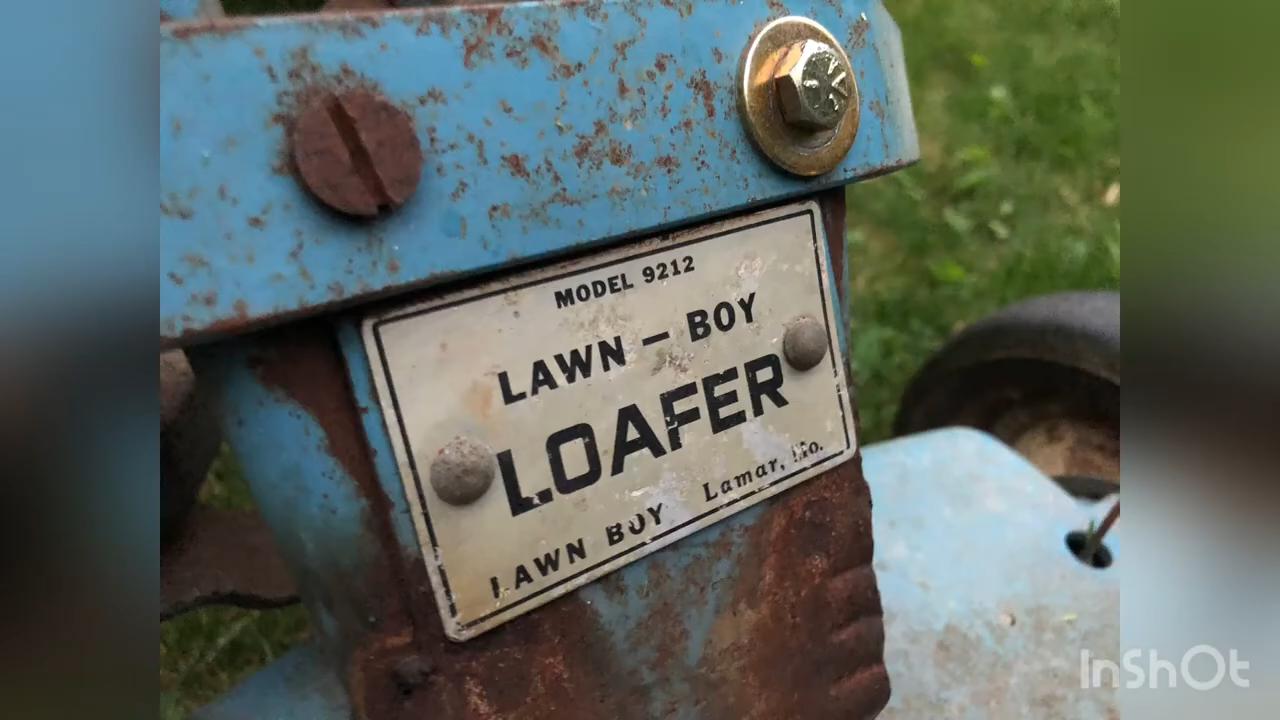 MODEL 9212
LAWN-BOY
LOAFER
LAWN BOY Lamar, Mo.
InShOt